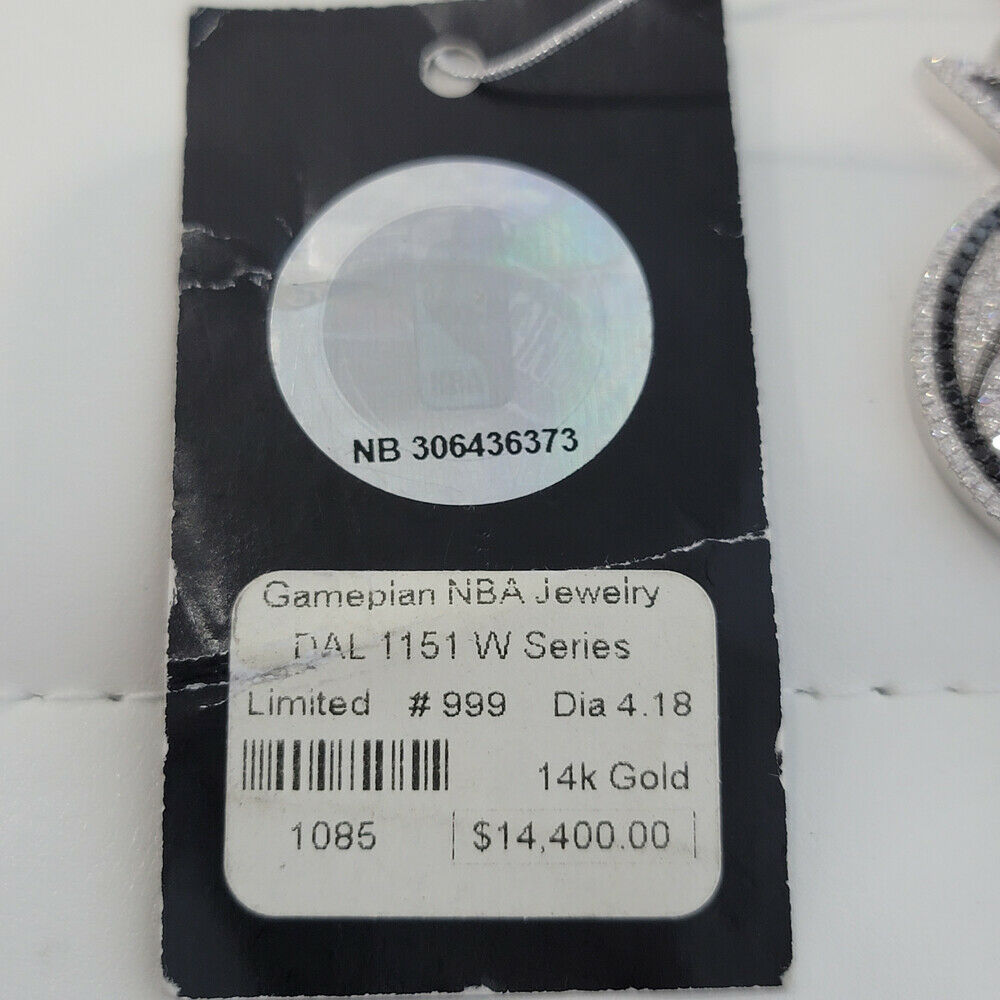 NB 306436373
Gamepian NBA Jewelry
DAL 1151 W Series
Limited # 999 Dia 4.18
14k Gold
1085 $14,400.00